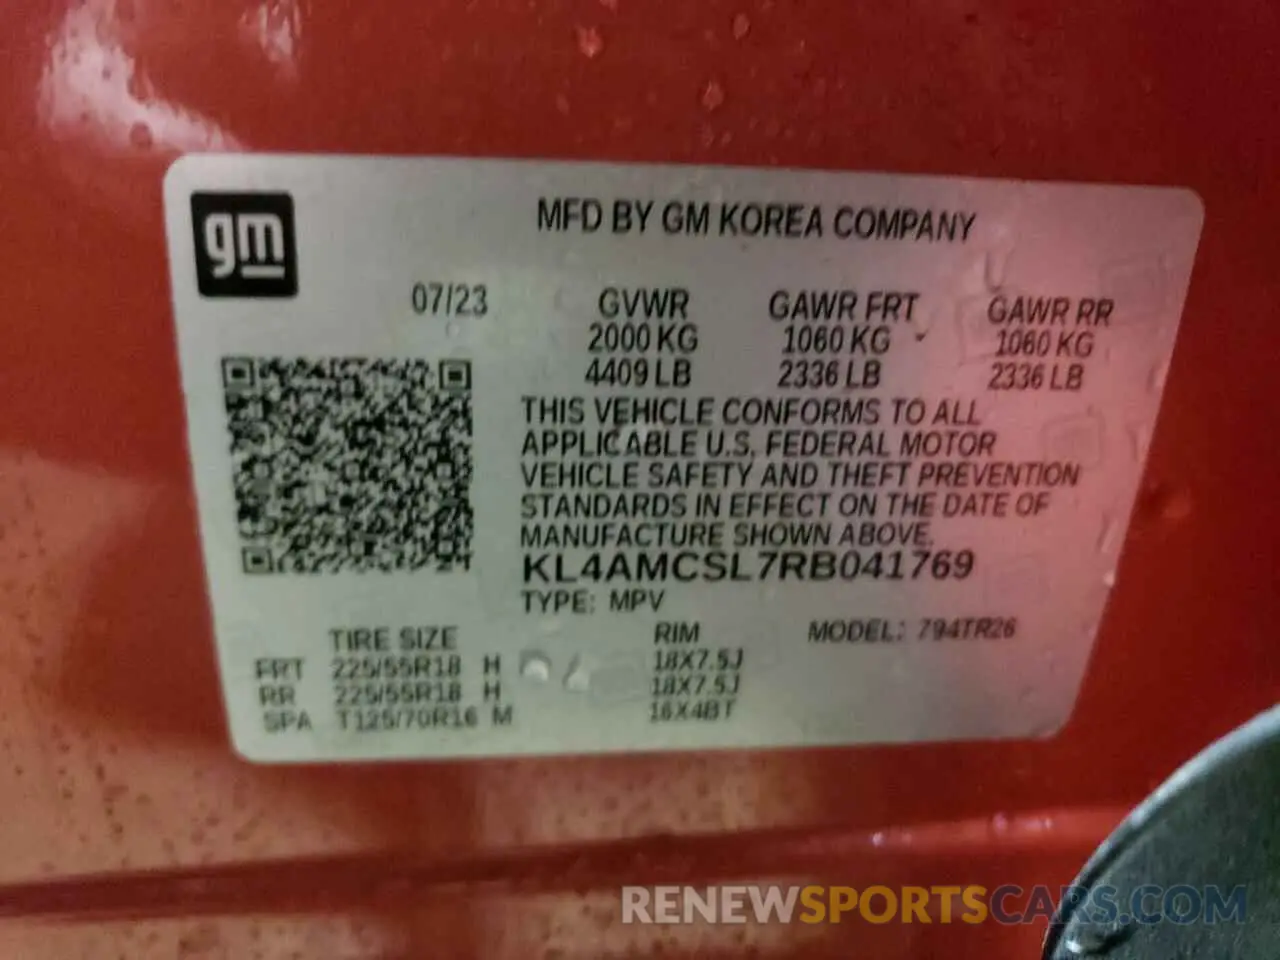 gm
MFD BY GM KOREA COMPANY
07/23
GVWR GAWR FRT GAWR RR
2000 KG 1060 KG 1060 KG
4409 LB 2336 LB 2336 LB
THIS VEHICLE CONFORMS TO ALL
APPLICABLE U.S. FEDERAL MOTOR
VEHICLE SAFETY AND THEFT PREVENTION
STANDARDS IN EFFECT ON THE DATE OF
MANUFACTURE SHOWN ABOVE.
KL4AMCSL7RB041769
TYPE: MPV
TIRE SIZE RIM MODEL: 794TR26
FRT 225/55R18 H 18X7.5J
RR 225/55R18 H 18X7.5J
SPA T125/70R16 M 16X4BT
RENEWSPORTSCARS.COM